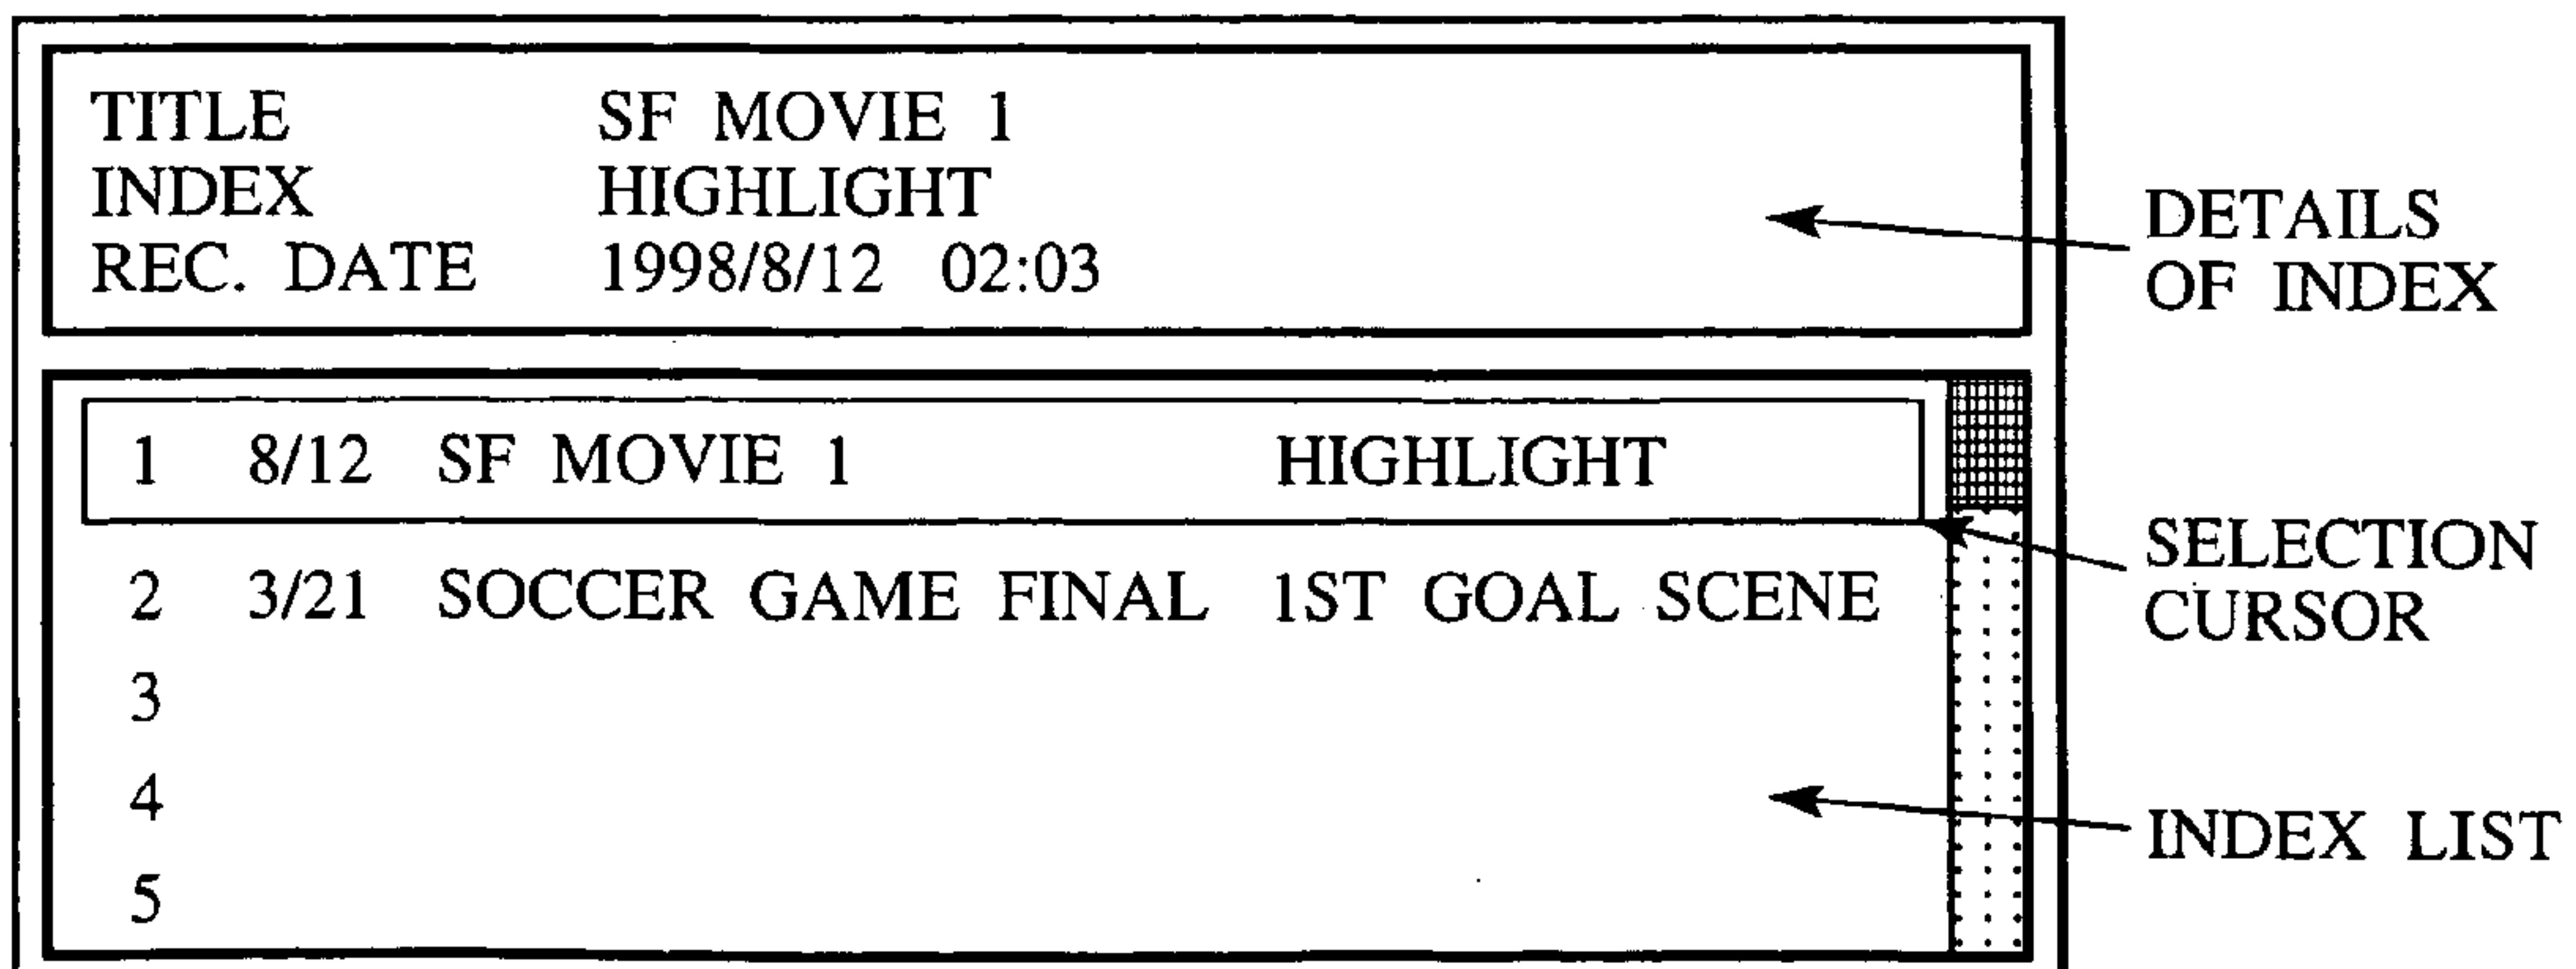 TITLE SF MOVIE 1
INDEX HIGHLIGHT
REC. DATE 1998/8/12 02:03
DETAILS
OF INDEX
1 8/12 SF MOVIE 1 HIGHLIGHT
SELECTION
CURSOR
2 3/21 SOCCER GAME FINAL 1ST GOAL SCENE
3
4
INDEX LIST
5